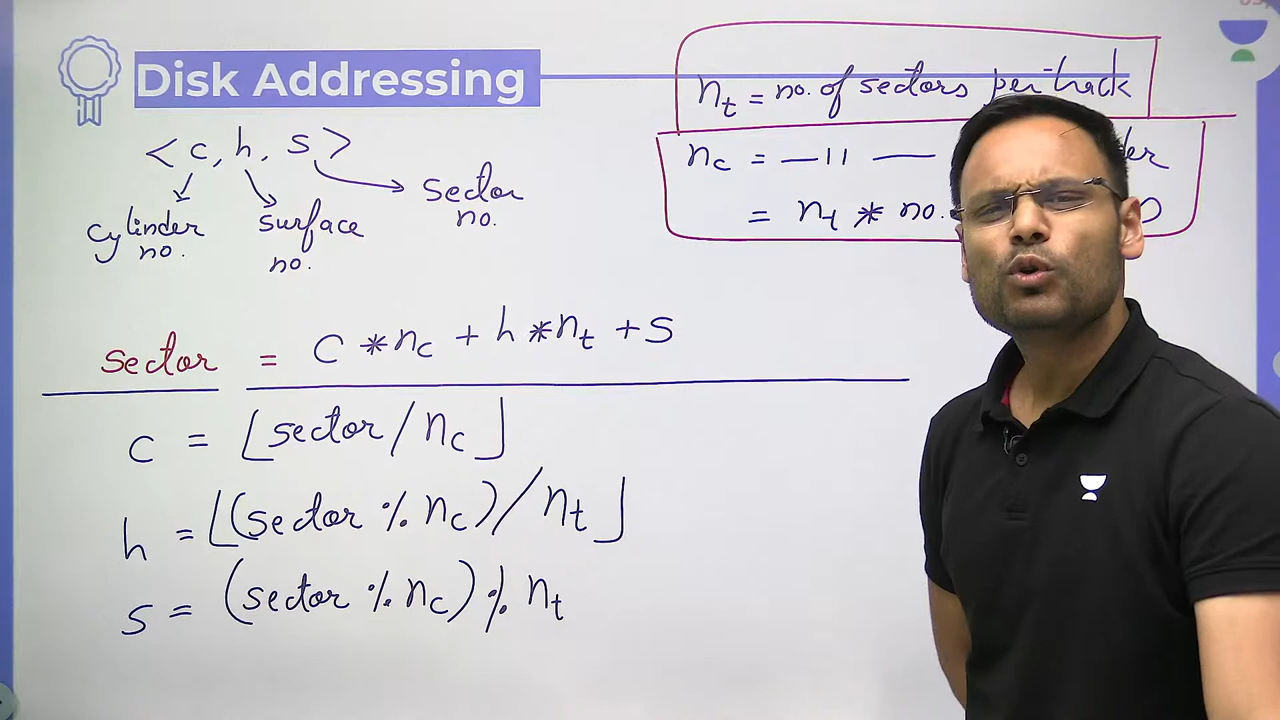 Disk Addressing
< c, h, s >
cylinder no.
surface no.
sector no.
n_t = no. of sectors per track
n_c = —11—
= n_t * no.
sector = c * n_c + h * n_t + s
c = ⌊sector / n_c⌋
h = ⌊(sector % n_c) / n_t⌋
s = (sector % n_c) % n_t